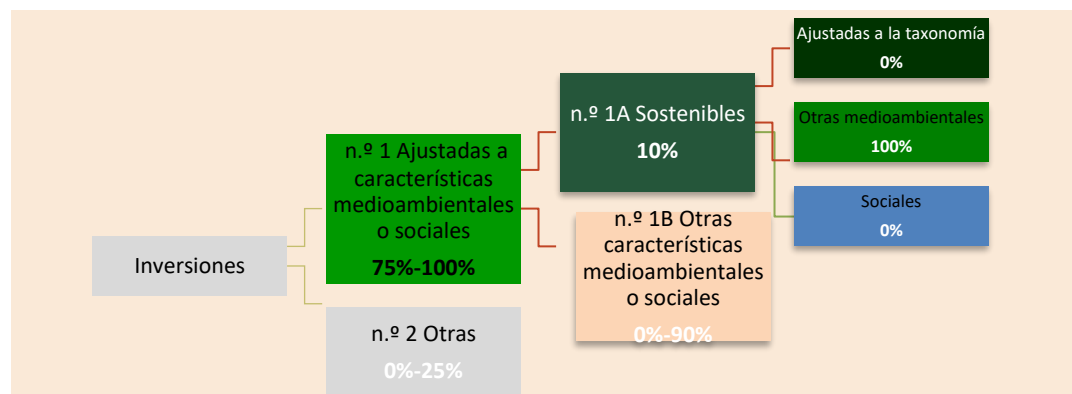 Inversiones
n.º 1 Ajustadas a
características
medioambientales
o sociales
75%-100%
n.º 2 Otras
0%-25%
n.º 1A Sostenibles
10%
n.º 1B Otras
características
medioambientales
o sociales
0%-90%
Ajustadas a la taxonomía
0%
Otras medioambientales
100%
Sociales
0%